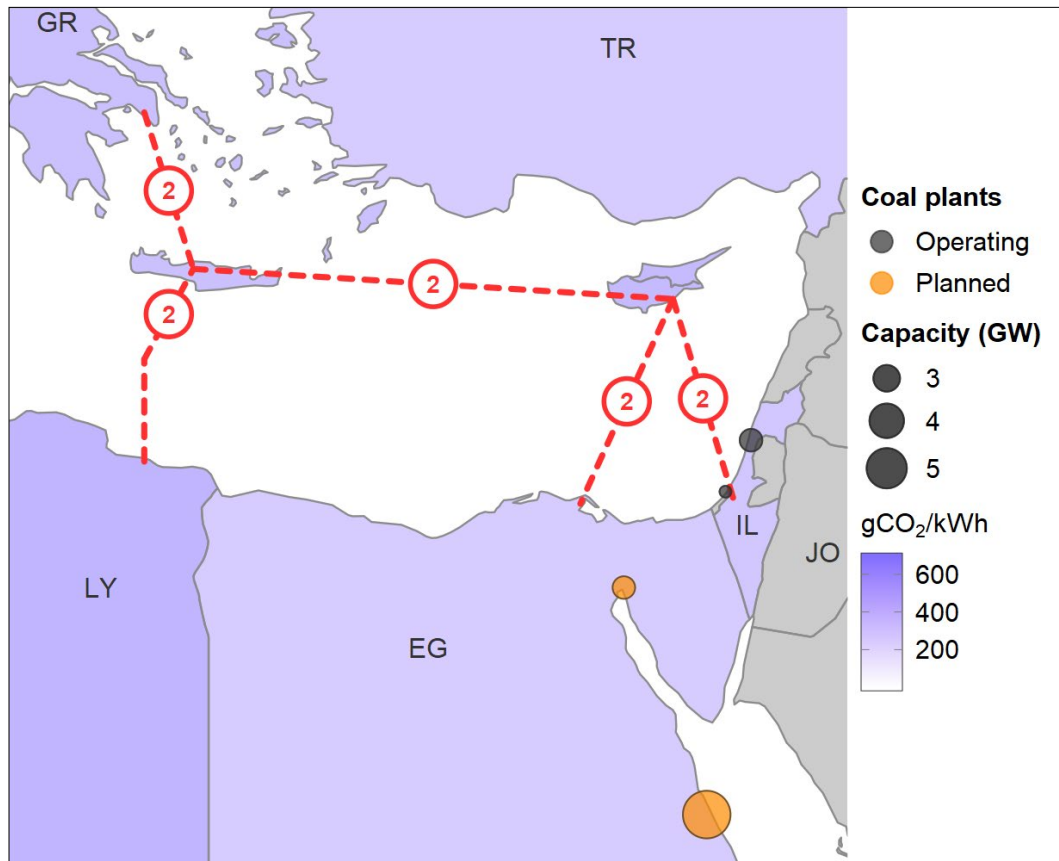 GR
TR
2
2
2
2
2
IL
JO
LY
EG
Coal plants
Operating
Planned
Capacity (GW)
3
4
5
gCO₂/kWh
600
400
200